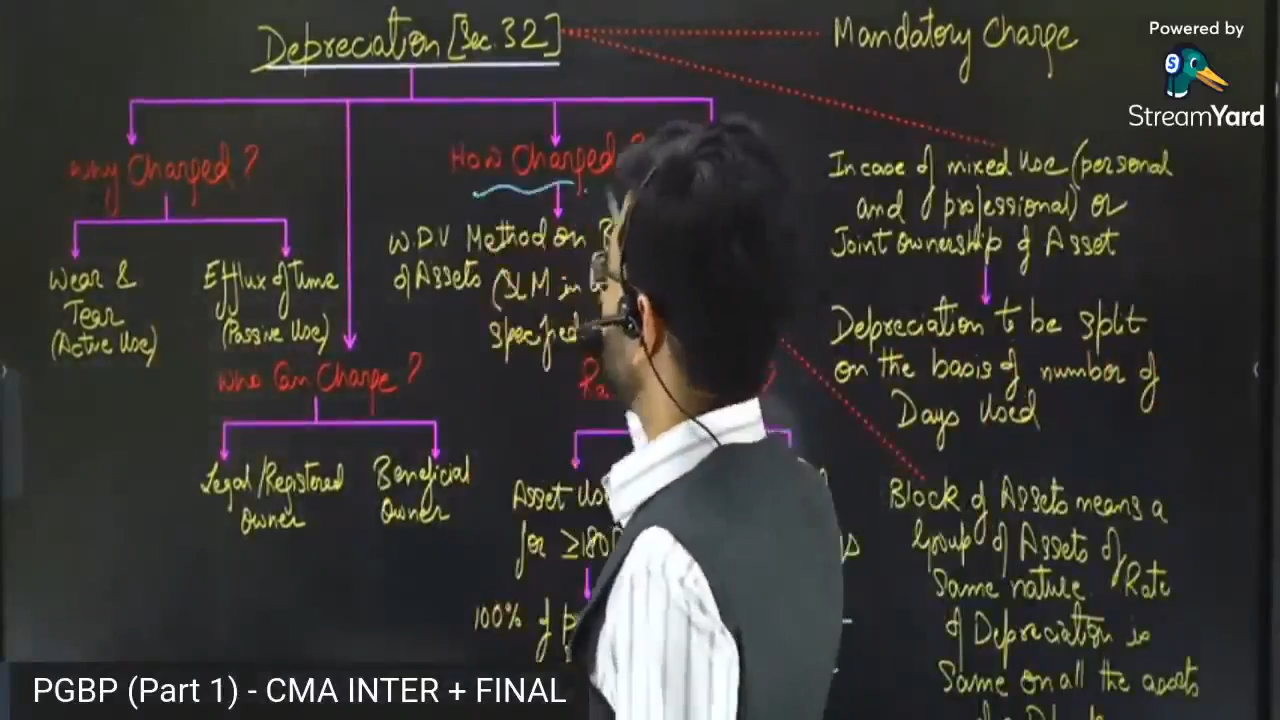 Depreciation [Sec. 32]
Mandatory Charge
Powered by
StreamYard
Why Charged ?
Wear &
Tear
(Active Use)
Efflux of Time
(Passive Use)
Who Can Charge ?
Legal/Registered
Owner
Beneficial
Owner
How Charged ?
W.D.V Method on
of Assets (SLM in
specified
Asset
for ≥180
100% of
In case of mixed Use (personal
and professional) or
Joint ownership of Asset
Depreciation to be split
on the basis of number of
Days Used
Block of Assets means a
Group of Assets of
Same nature. Rate
of Depreciation is
Same on all the assets
PGBP (Part 1) - CMA INTER + FINAL